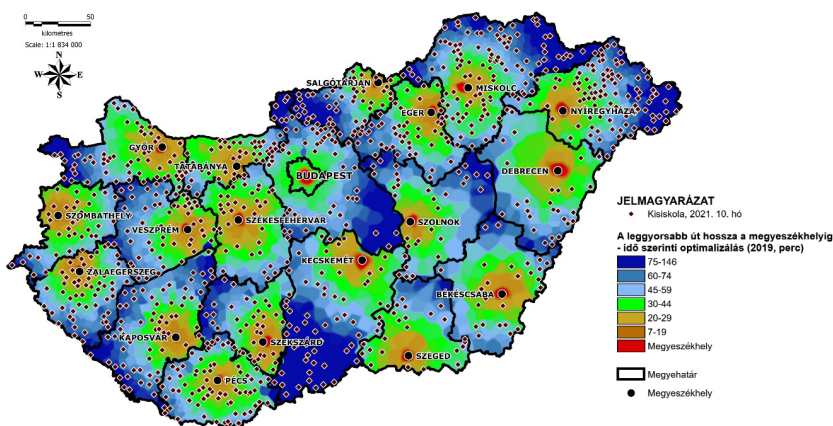 0 50
kilometres
Scale: 1:1 834 000
N
W E
S
SALGÓTARJÁN
MISKOLC
EGER
NYÍREGYHÁZA
GYŐR
TATABÁNYA
BUDAPEST
DEBRECEN
SZOMBATHELY
VESZPRÉM
SZÉKESFEHÉRVÁR
SZOLNOK
KECSKEMÉT
ZALAEGERSZEG
BÉKÉSCSABA
KAPOSVÁR
SZEKSZÁRD
SZEGED
PÉCS
JELMAGYARÁZAT
Kisiskola, 2021. 10. hó
A leggyorsabb út hossza a megyeszékhelyig
- idő szerinti optimalizálás (2019, perc)
75-146
60-74
45-59
30-44
20-29
7-19
Megyeszékhely
Megyehatár
Megyeszékhely